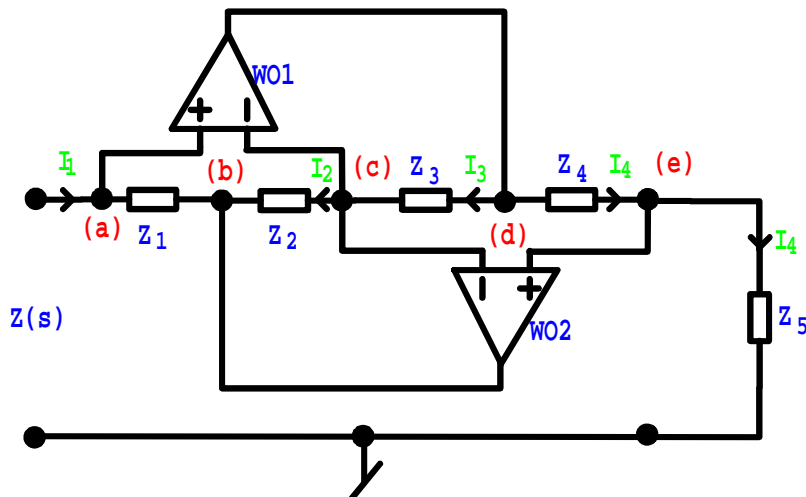 WO1
+ −
I1 (b) I2 (c) Z3 I3 Z4 I4 (e)
(a) Z1 Z2 (d) I4
− +
Z(s) WO2 Z5